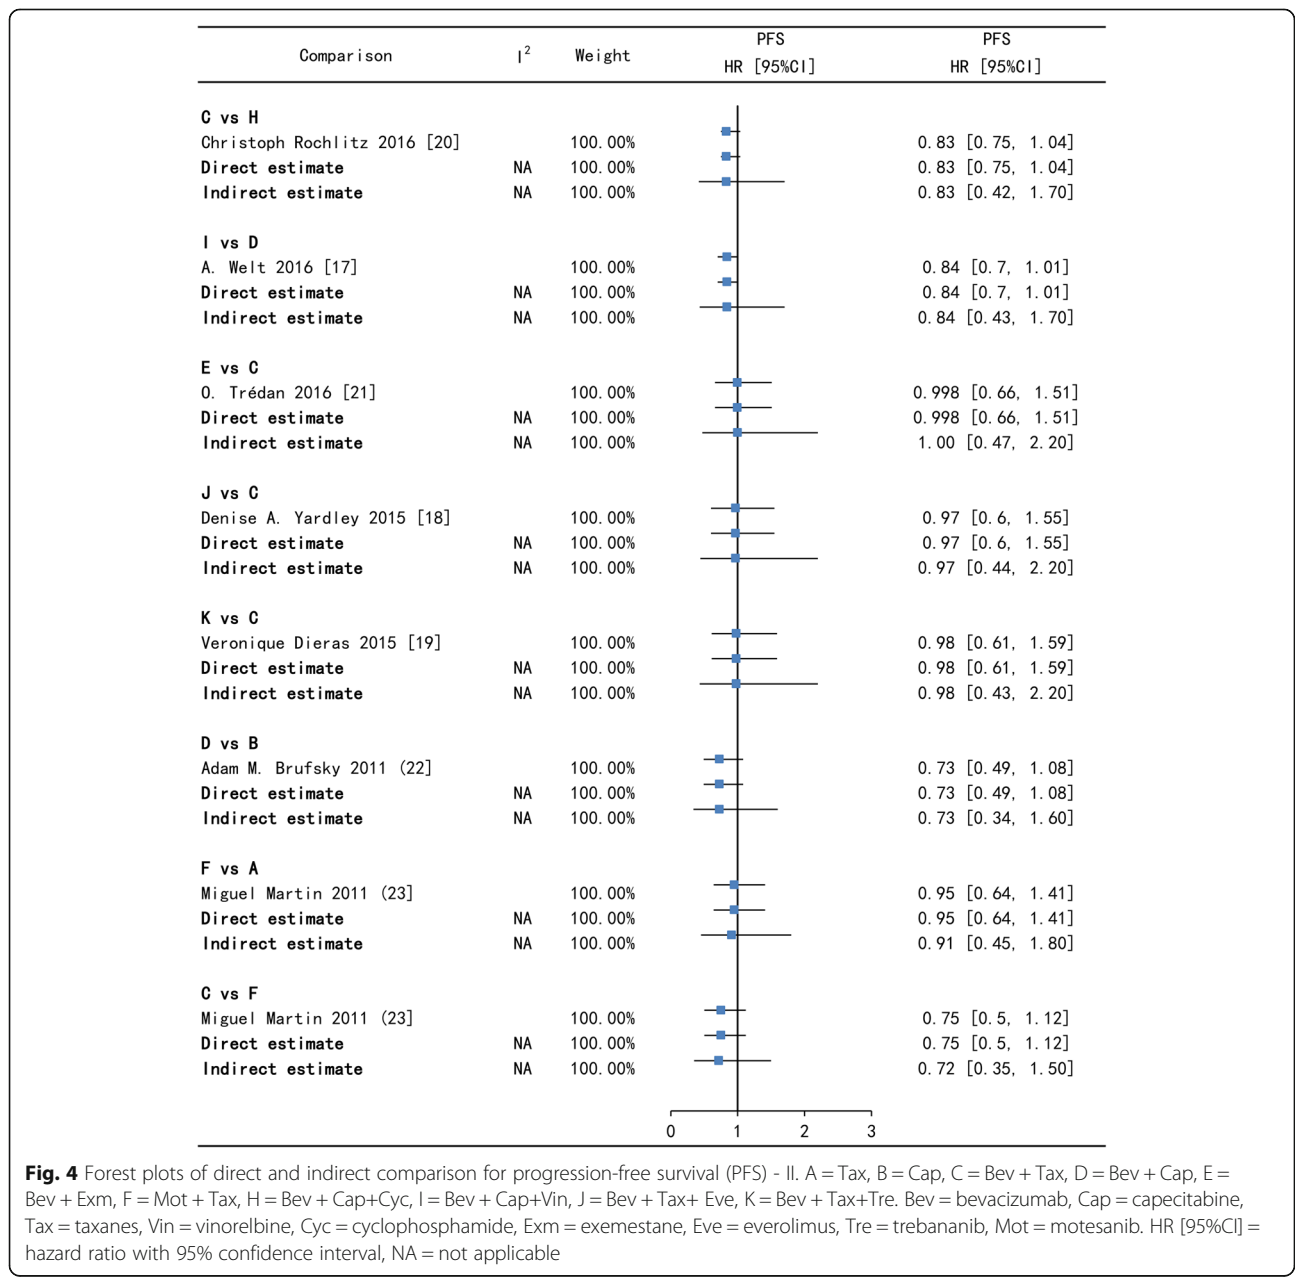 Comparison I² Weight PFS HR [95%CI] PFS HR [95%CI]
C vs H
Christoph Rochlitz 2016 [20] 100.00% 0.83 [0.75, 1.04]
Direct estimate NA 100.00% 0.83 [0.75, 1.04]
Indirect estimate NA 100.00% 0.83 [0.42, 1.70]
I vs D
A. Welt 2016 [17] 100.00% 0.84 [0.7, 1.01]
Direct estimate NA 100.00% 0.84 [0.7, 1.01]
Indirect estimate NA 100.00% 0.84 [0.43, 1.70]
E vs C
O. Trédan 2016 [21] 100.00% 0.998 [0.66, 1.51]
Direct estimate NA 100.00% 0.998 [0.66, 1.51]
Indirect estimate NA 100.00% 1.00 [0.47, 2.20]
J vs C
Denise A. Yardley 2015 [18] 100.00% 0.97 [0.6, 1.55]
Direct estimate NA 100.00% 0.97 [0.6, 1.55]
Indirect estimate NA 100.00% 0.97 [0.44, 2.20]
K vs C
Veronique Dieras 2015 [19] 100.00% 0.98 [0.61, 1.59]
Direct estimate NA 100.00% 0.98 [0.61, 1.59]
Indirect estimate NA 100.00% 0.98 [0.43, 2.20]
D vs B
Adam M. Brufsky 2011 (22] 100.00% 0.73 [0.49, 1.08]
Direct estimate NA 100.00% 0.73 [0.49, 1.08]
Indirect estimate NA 100.00% 0.73 [0.34, 1.60]
F vs A
Miguel Martin 2011 (23] 100.00% 0.95 [0.64, 1.41]
Direct estimate NA 100.00% 0.95 [0.64, 1.41]
Indirect estimate NA 100.00% 0.91 [0.45, 1.80]
C vs F
Miguel Martin 2011 (23] 100.00% 0.75 [0.5, 1.12]
Direct estimate NA 100.00% 0.75 [0.5, 1.12]
Indirect estimate NA 100.00% 0.72 [0.35, 1.50]
0 1 2 3
Fig. 4 Forest plots of direct and indirect comparison for progression-free survival (PFS) - II. A = Tax, B = Cap, C = Bev + Tax, D = Bev + Cap, E =
Bev + Exm, F = Mot + Tax, H = Bev + Cap+Cyc, I = Bev + Cap+Vin, J = Bev + Tax+ Eve, K = Bev + Tax+Tre. Bev = bevacizumab, Cap = capecitabine,
Tax = taxanes, Vin = vinorelbine, Cyc = cyclophosphamide, Exm = exemestane, Eve = everolimus, Tre = trebananib, Mot = motesanib. HR [95%CI] =
hazard ratio with 95% confidence interval, NA = not applicable